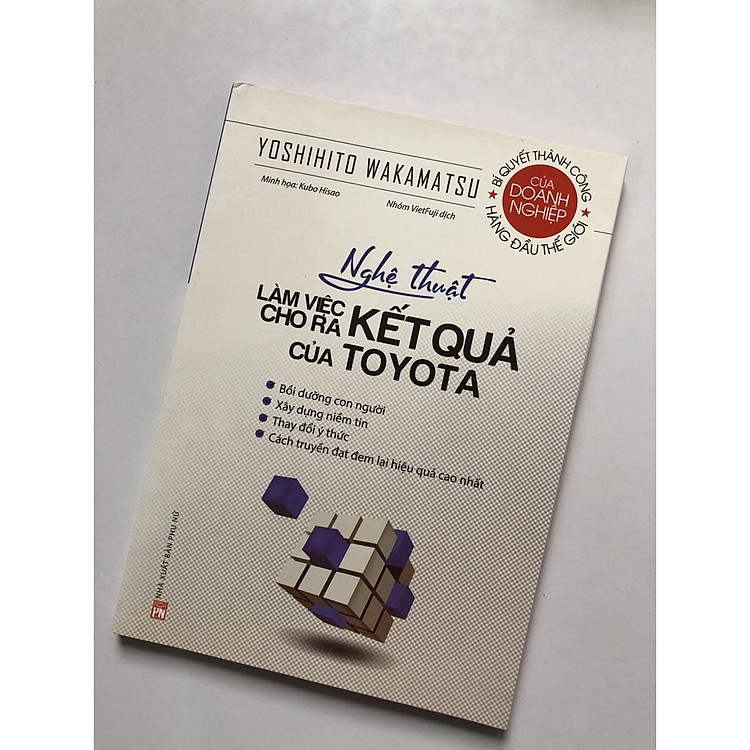 YOSHIHITO WAKAMATSU
Minh họa: Kubo Hisao
Nhóm VietFuji dịch
BÍ QUYẾT THÀNH CÔNG
CỦA
DOANH
NGHIỆP
HÀNG ĐẦU THẾ GIỚI
Nghệ thuật
LÀM VIỆC
CHO RA
KẾT QUẢ
CỦA TOYOTA
Bồi dưỡng con người
Xây dựng niềm tin
Thay đổi ý thức
Cách truyền đạt đem lại hiệu quả cao nhất
NHÀ XUẤT BẢN PHỤ NỮ
PN